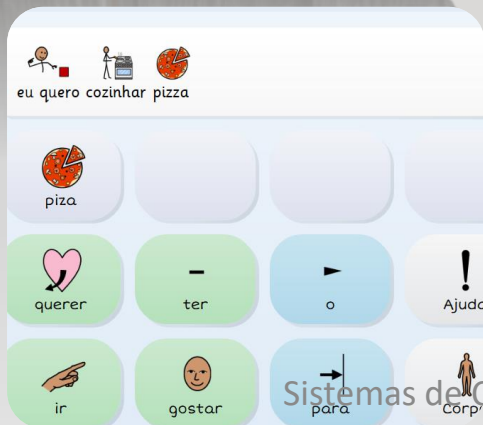 eu quero cozinhar pizza
piza
querer ter o Ajuda
ir gostar para
Sistemas de